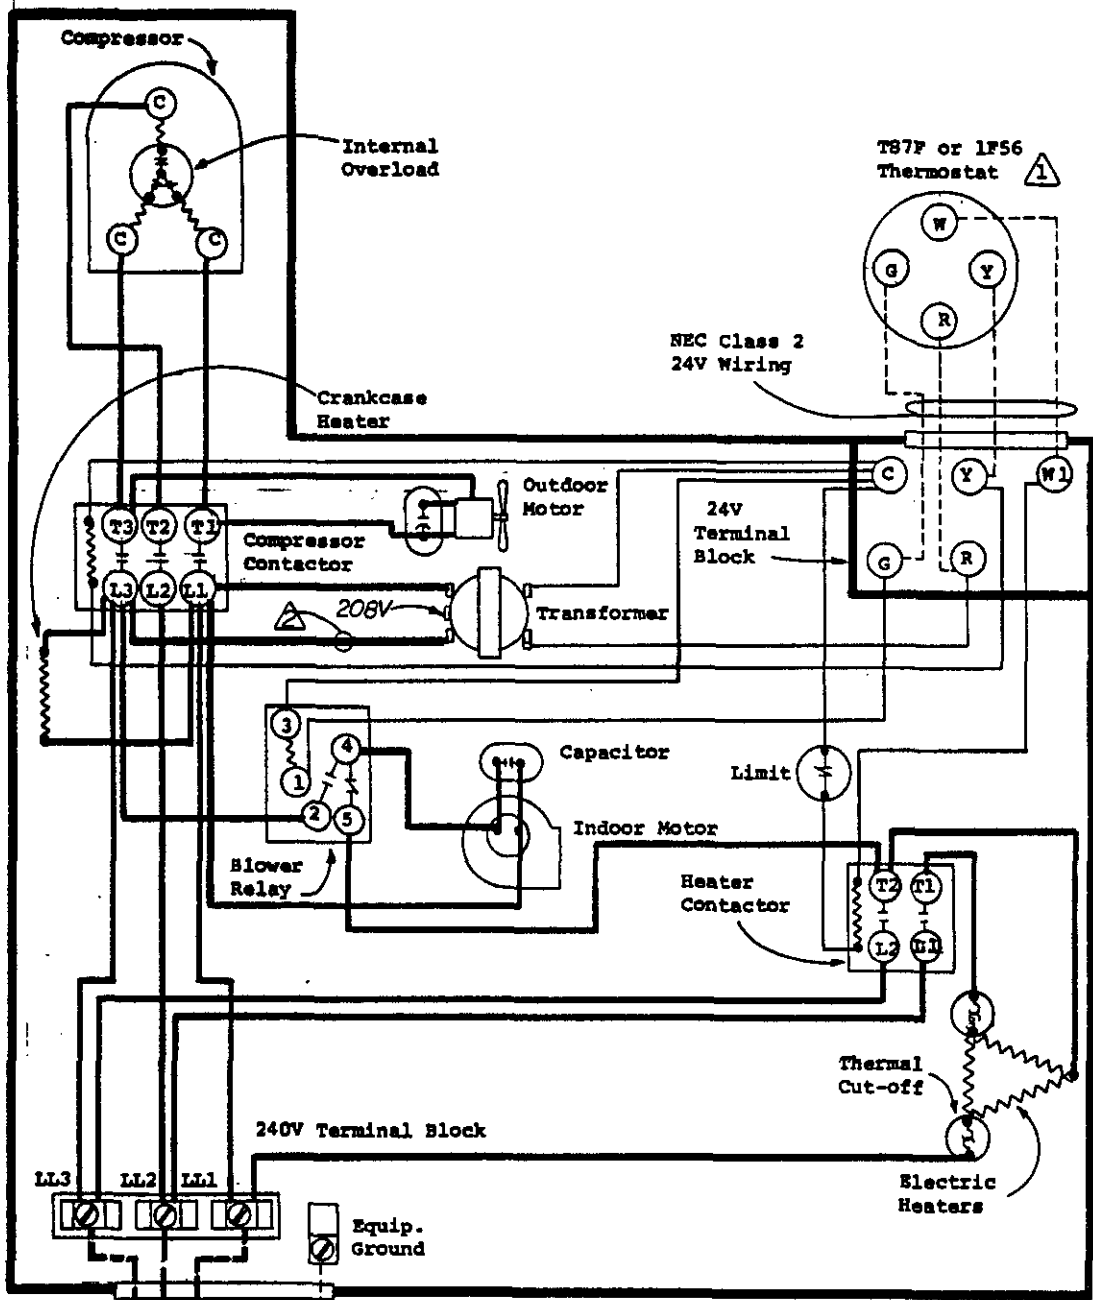 Compressor
C
Internal
Overload
C
C
T87F or 1F56
Thermostat 1
W
G
Y
R
NEC Class 2
24V Wiring
Crankcase
Heater
C
Y
W1
Outdoor
Motor
24V
Terminal
Block
T3
T2
T1
Compressor
Contactor
G
R
L3
L2
L1
2
208V
Transformer
3
4
1
2
5
Capacitor
Limit
Indoor Motor
Blower
Relay
Heater
Contactor
T2
T1
L2
L1
Thermal
Cut-off
240V Terminal Block
Electric
Heaters
LL3
LL2
LL1
Equip.
Ground